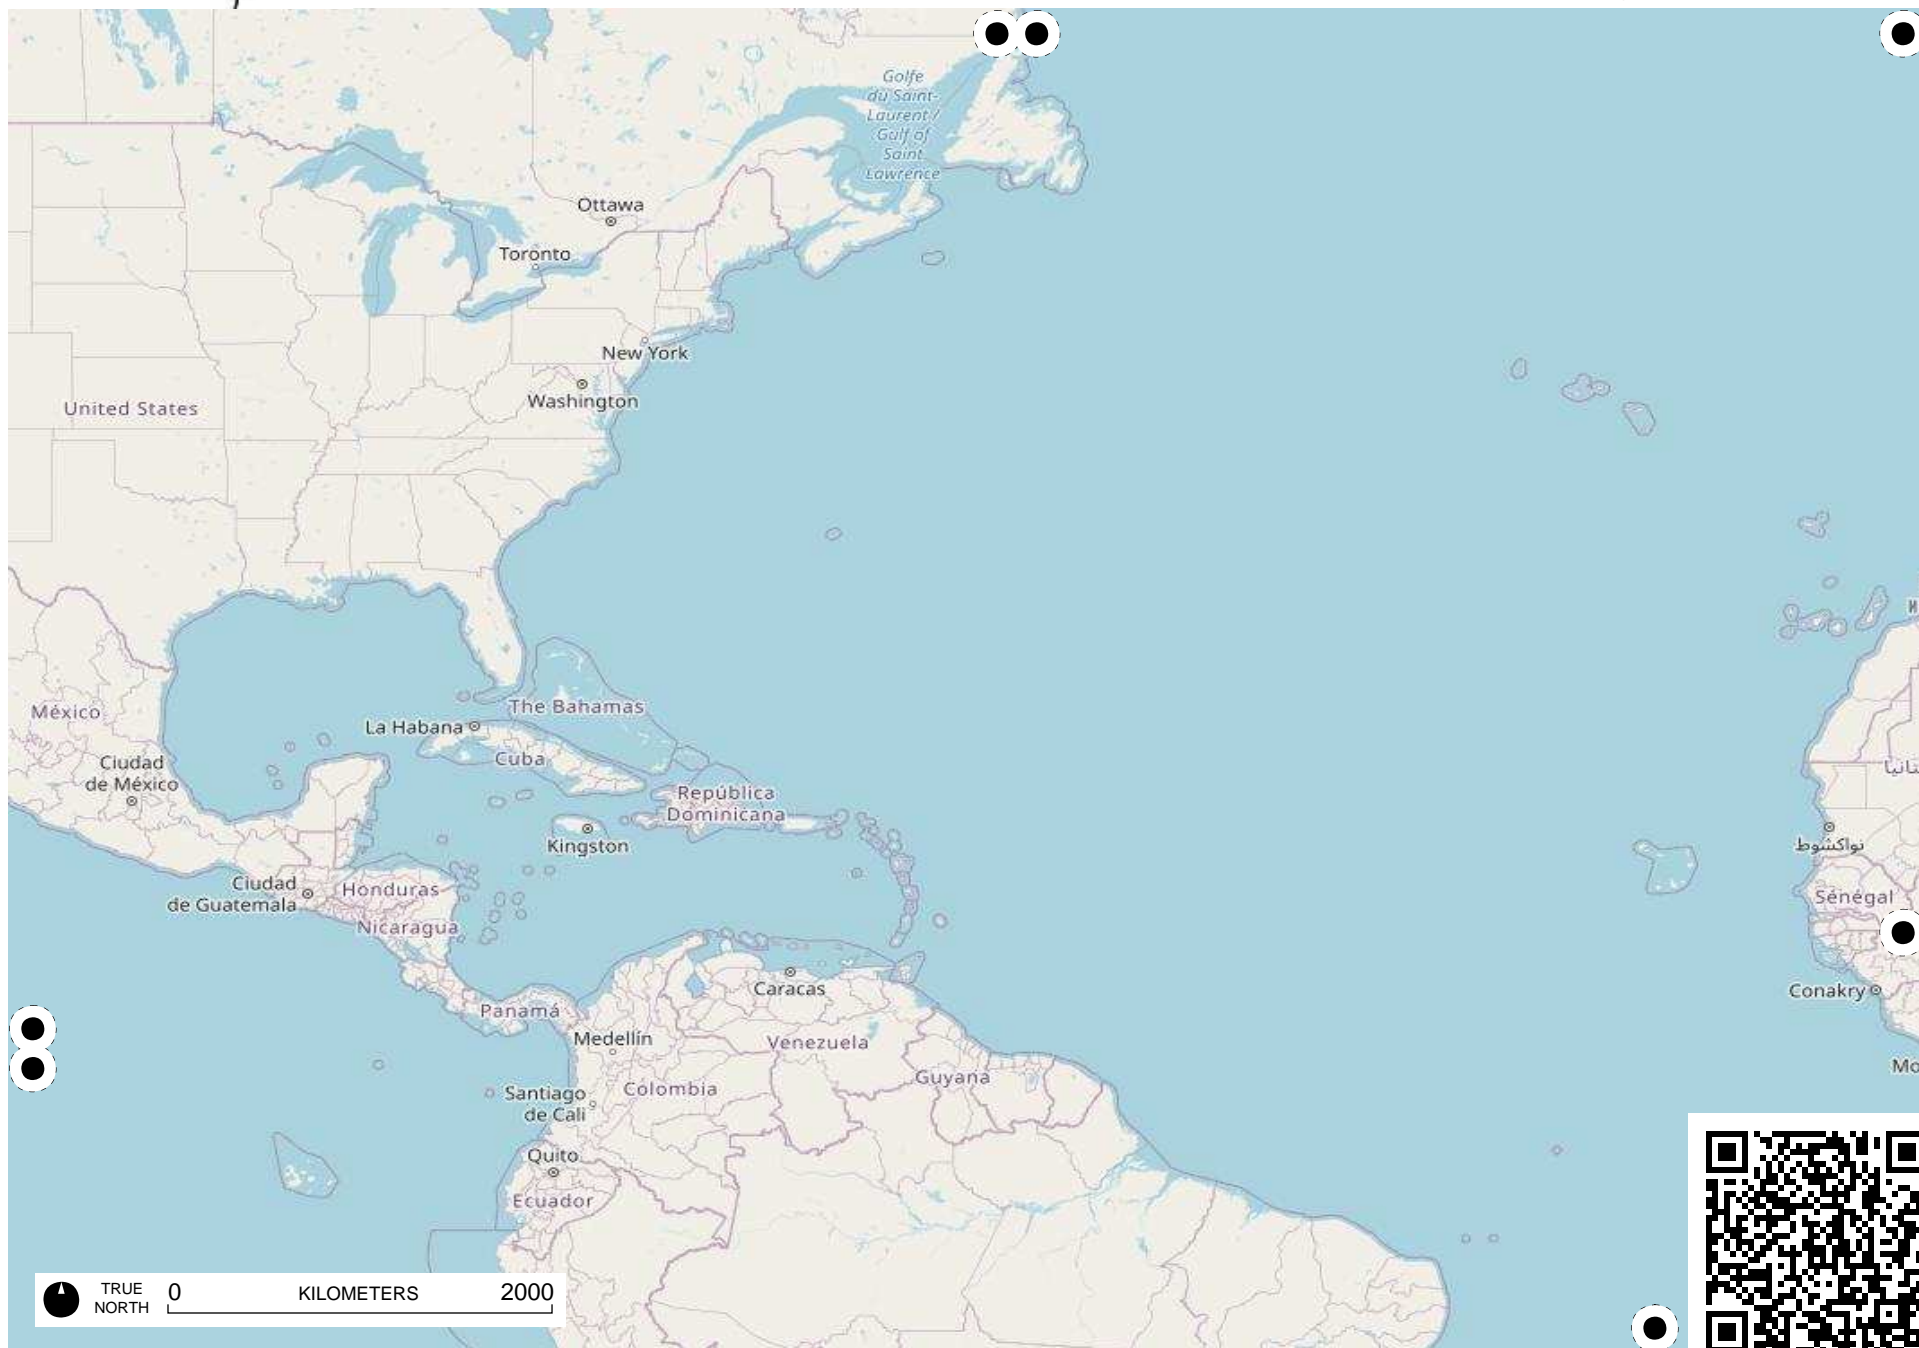 Golfe
du Saint-
Laurent /
Gulf of
Saint
Lawrence
Ottawa
Toronto
New York
Washington
United States
México
Ciudad
de México
La Habana
The Bahamas
Cuba
República
Dominicana
Kingston
Ciudad
de Guatemala
Honduras
Nicaragua
نواكشوط
Sénégal
Conakry
Caracas
Panamá
Medellín
Venezuela
Guyana
Colombia
Santiago
de Cali
Quito
Ecuador
TRUE
NORTH
0 KILOMETERS 2000